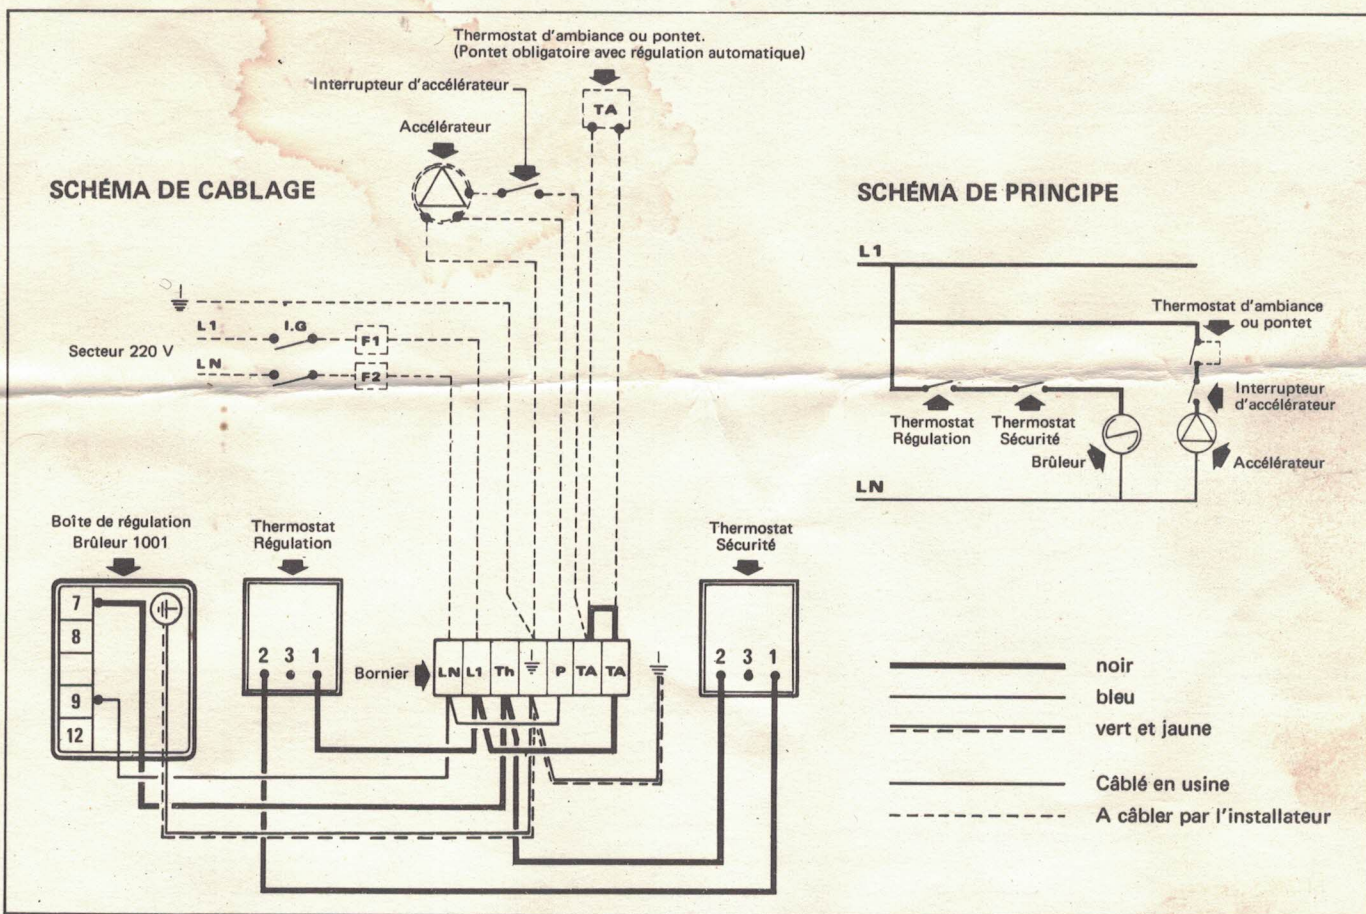 Thermostat d'ambiance ou pontet.
(Pontet obligatoire avec régulation automatique)
Interrupteur d'accélérateur
TA
Accélérateur
SCHÉMA DE CABLAGE
L1
I.G
F1
Secteur 220 V
LN
F2
SCHÉMA DE PRINCIPE
L1
Thermostat d'ambiance
ou pontet
Interrupteur
d'accélérateur
Thermostat
Régulation
Thermostat
Sécurité
Brûleur
Accélérateur
LN
Boîte de régulation
Brûleur 1001
7
8
9
12
Thermostat
Régulation
2 3 1
Bornier
LN L1 Th P TA TA
Thermostat
Sécurité
2 3 1
noir
bleu
vert et jaune
Câblé en usine
A câbler par l'installateur